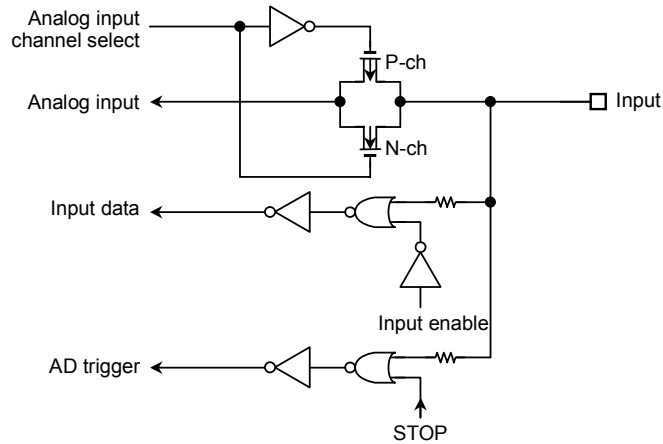 Analog input
channel select
P-ch
Analog input
Input
N-ch
Input data
Input enable
AD trigger
STOP